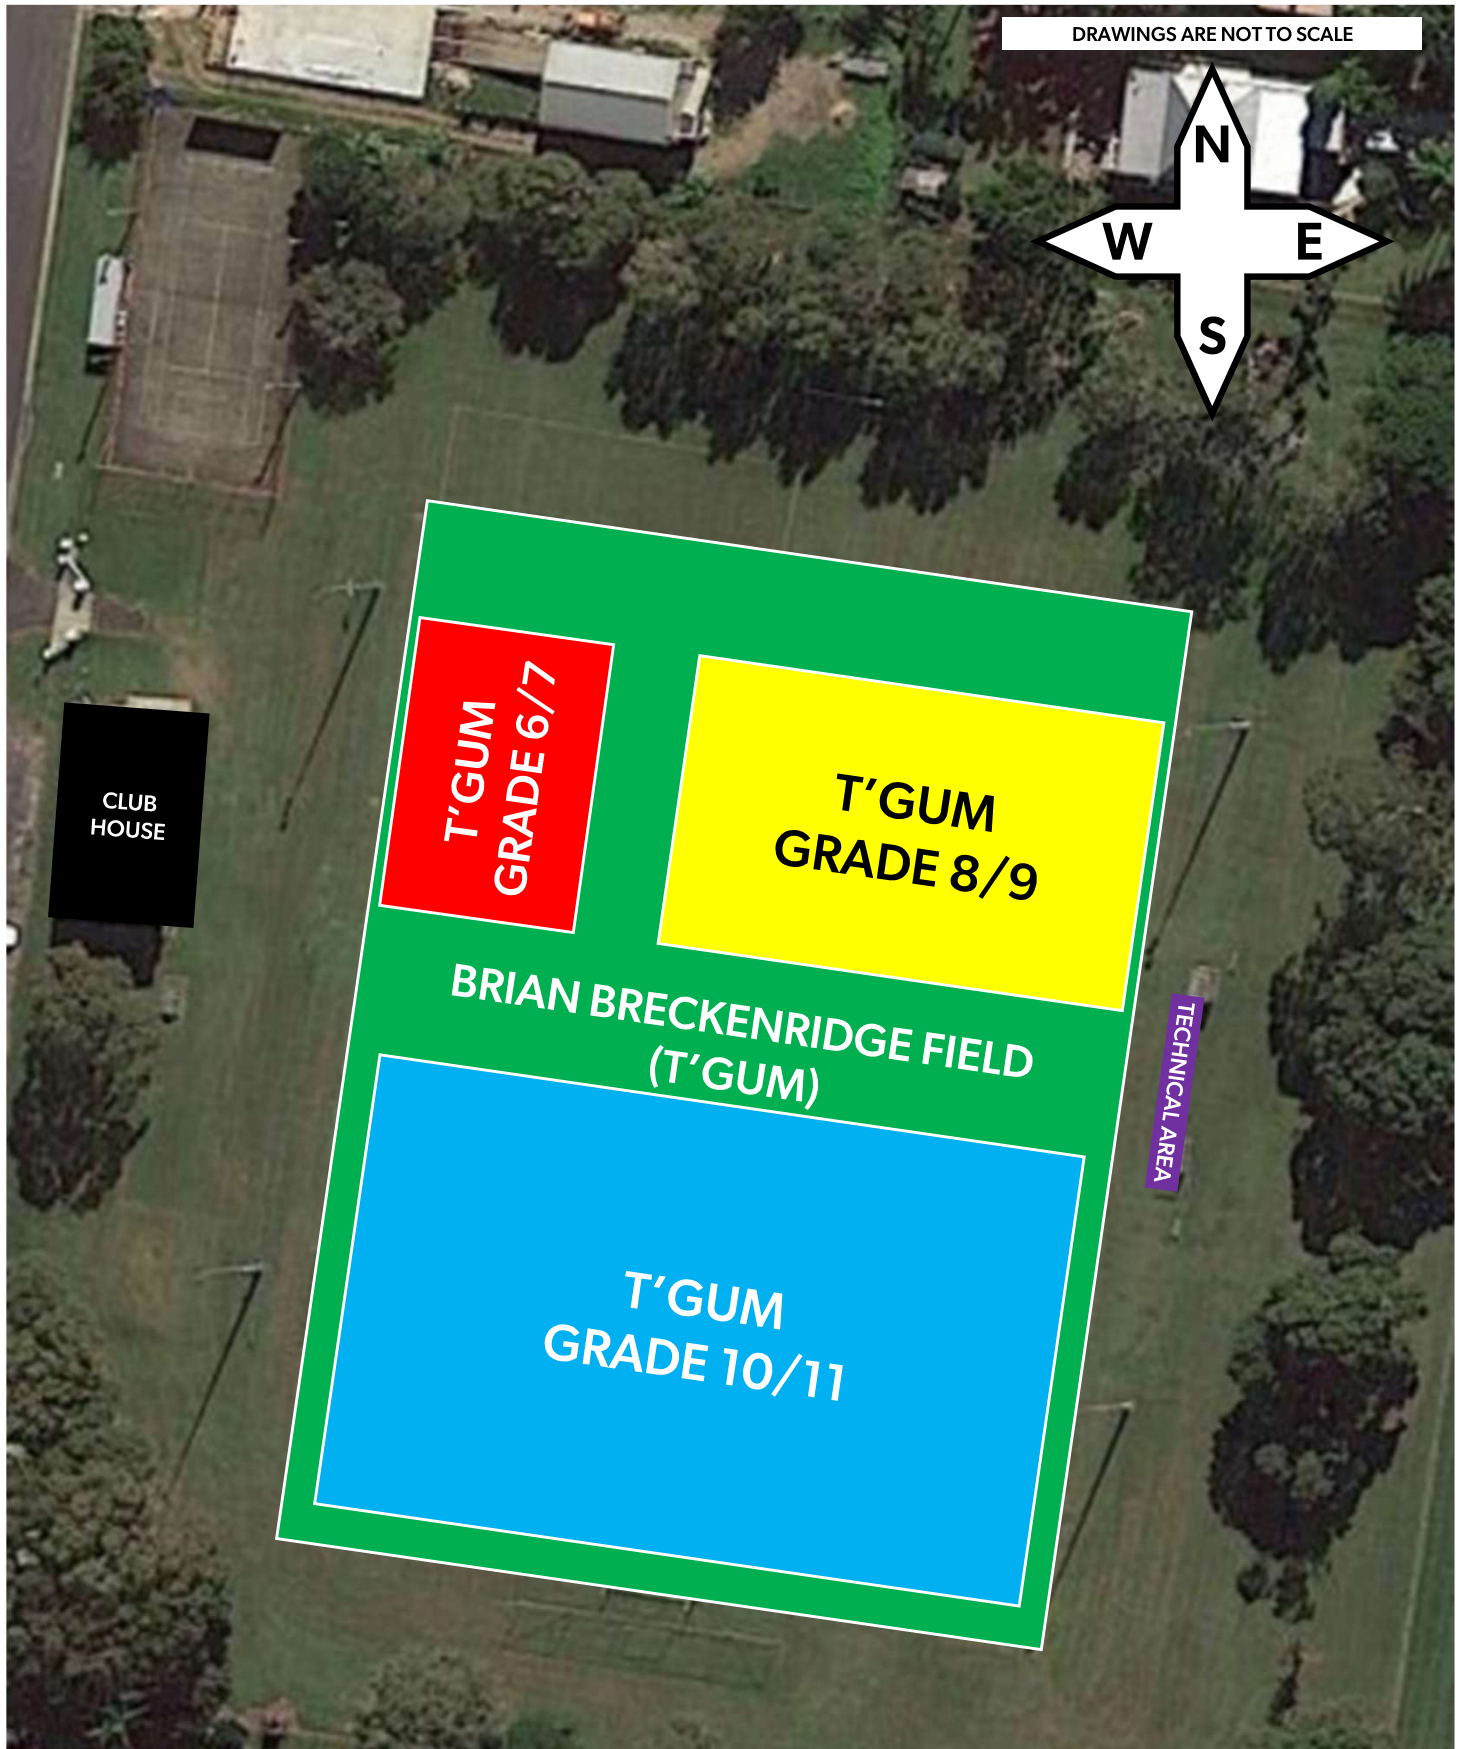 DRAWINGS ARE NOT TO SCALE
N
W E
S
T'GUM
GRADE 6/7
T'GUM
GRADE 8/9
CLUB
HOUSE
BRIAN BRECKENRIDGE FIELD
(T'GUM)
TECHNICAL AREA
T'GUM
GRADE 10/11